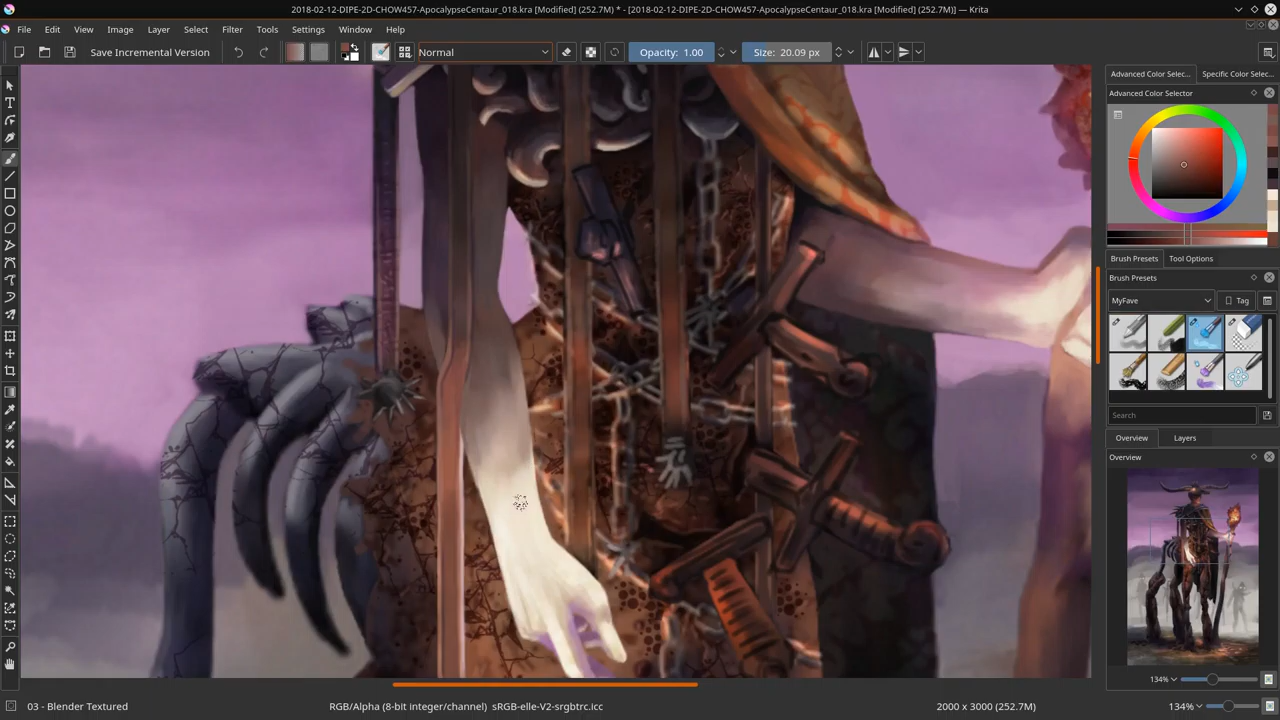 2018-02-12-DIPE-2D-CHOW457-ApocalypseCentaur_018.kra [Modified] (252.7M) * - [2018-02-12-DIPE-2D-CHOW457-ApocalypseCentaur_018.kra [Modified] (252.7M)] — Krita
File Edit View Image Layer Select Filter Tools Settings Window Help
Save Incremental Version Normal Opacity: 1.00 Size: 20.09 px
Advanced Color Selec... Specific Color Selec...
Advanced Color Selector
Brush Presets Tool Options
Brush Presets
MyFave Tag
Search
Overview Layers
Overview
134%
03 - Blender Textured RGB/Alpha (8-bit integer/channel) sRGB-elle-V2-srgbtrc.icc 2000 x 3000 (252.7M) 134%